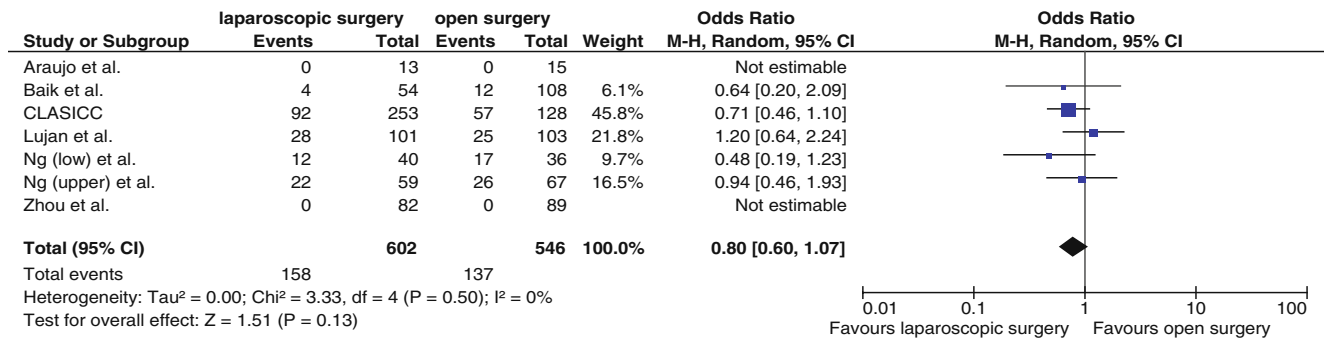 laparoscopic surgery open surgery Odds Ratio Odds Ratio
Study or Subgroup Events Total Events Total Weight M-H, Random, 95% CI M-H, Random, 95% CI
Araujo et al. 0 13 0 15 Not estimable
Baik et al. 4 54 12 108 6.1% 0.64 [0.20, 2.09]
CLASICC 92 253 57 128 45.8% 0.71 [0.46, 1.10]
Lujan et al. 28 101 25 103 21.8% 1.20 [0.64, 2.24]
Ng (low) et al. 12 40 17 36 9.7% 0.48 [0.19, 1.23]
Ng (upper) et al. 22 59 26 67 16.5% 0.94 [0.46, 1.93]
Zhou et al. 0 82 0 89 Not estimable
Total (95% CI) 602 546 100.0% 0.80 [0.60, 1.07]
Total events 158 137
Heterogeneity: Tau² = 0.00; Chi² = 3.33, df = 4 (P = 0.50); I² = 0%
Test for overall effect: Z = 1.51 (P = 0.13)
0.01 0.1 1 10 100
Favours laparoscopic surgery Favours open surgery